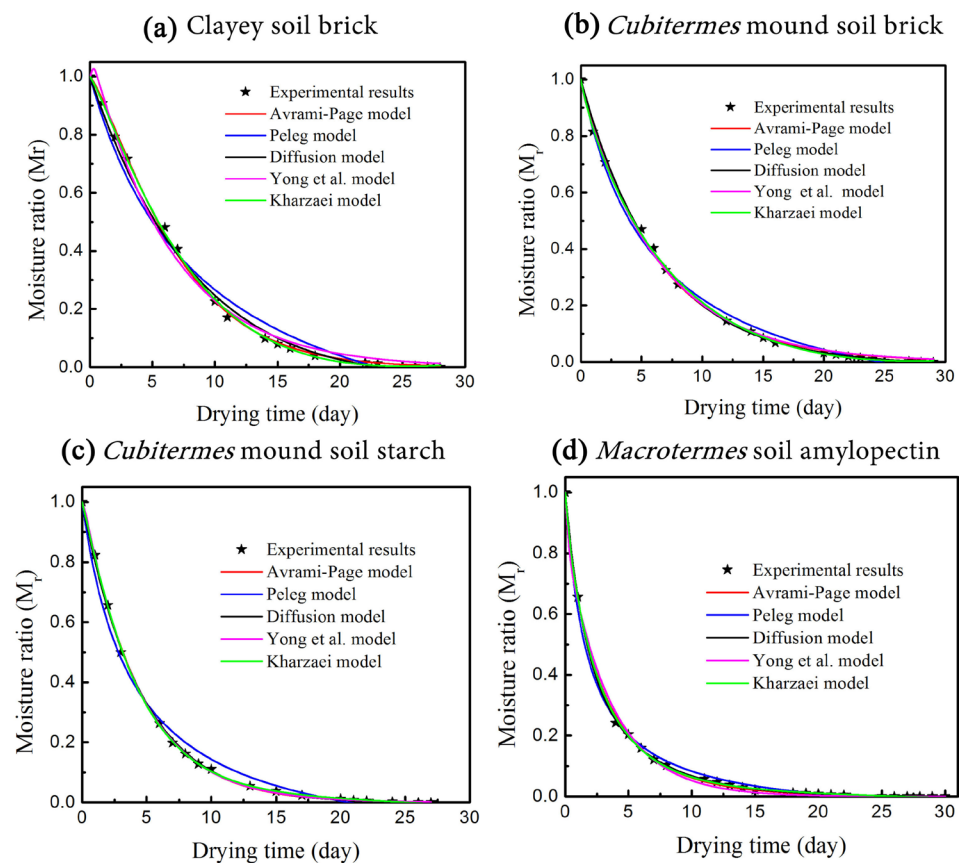 (a) Clayey soil brick
Moisture ratio (Mr)
1.0
0.8
0.6
0.4
0.2
0.0
Experimental results
Avrami-Page model
Peleg model
Diffusion model
Yong et al. model
Kharzaei model
0 5 10 15 20 25 30
Drying time (day)
(b) Cubitermes mound soil brick
Moisture ratio (Mr)
1.0
0.8
0.6
0.4
0.2
0.0
Experimental results
Avrami-Page model
Peleg model
Diffusion model
Yong et al. model
Kharzaei model
0 5 10 15 20 25 30
Drying time (day)
(c) Cubitermes mound soil starch
Moisture ratio (Mr)
1.0
0.8
0.6
0.4
0.2
0.0
Experimental results
Avrami-Page model
Peleg model
Diffusion model
Yong et al. model
Kharzaei model
0 5 10 15 20 25 30
Drying time (day)
(d) Macrotermes soil amylopectin
Moisture ratio (Mr)
1.0
0.8
0.6
0.4
0.2
0.0
Experimental results
Avrami-Page model
Peleg model
Diffusion model
Yong et al. model
Kharzaei model
0 5 10 15 20 25 30
Drying time (day)